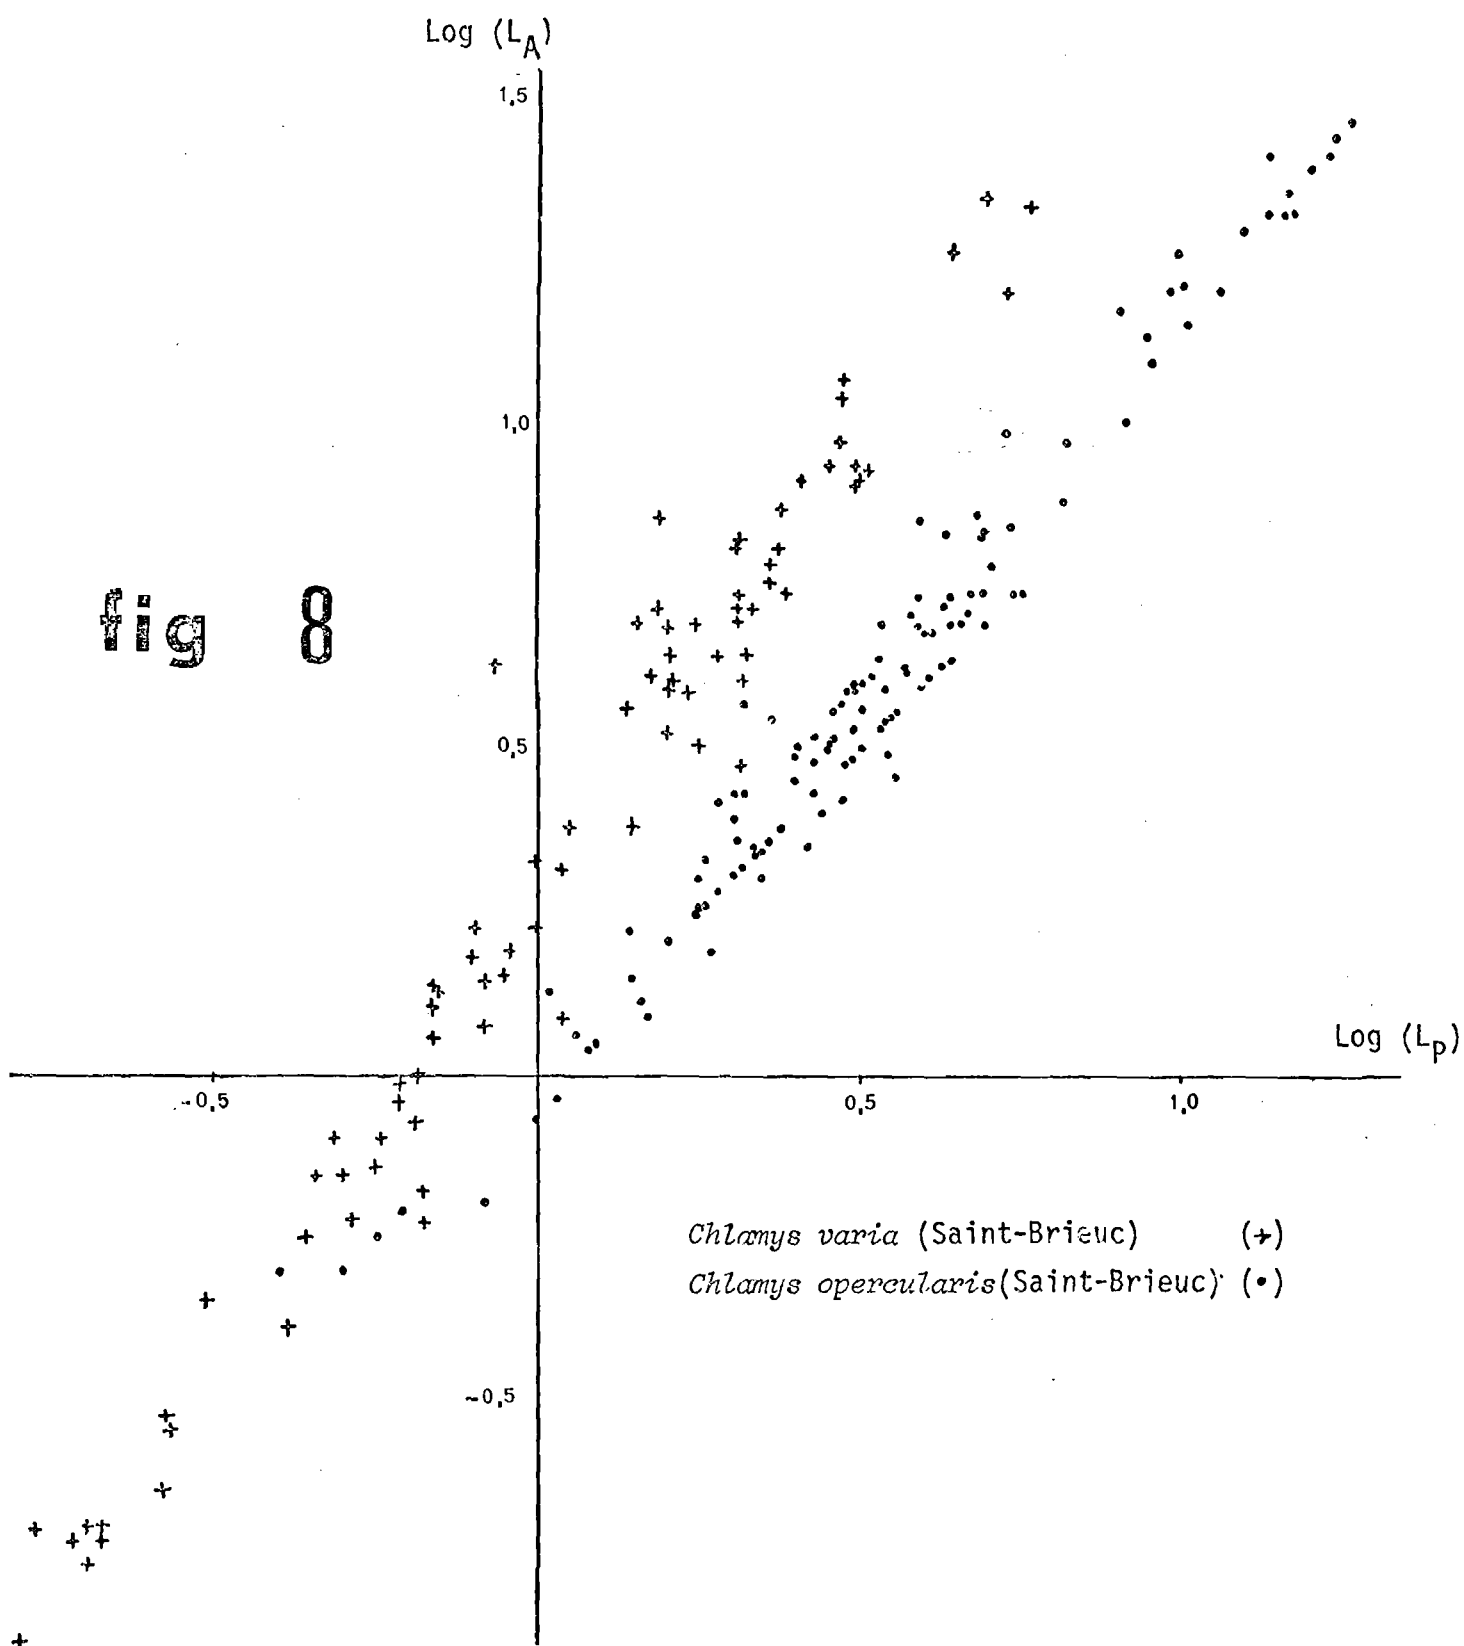 Log (L_A)
1,5
1,0
fig 8
0,5
Log (L_p)
-0,5
0,5
1,0
Chlamys varia (Saint-Brieuc) (+)
Chlamys opercularis(Saint-Brieuc) (•)
-0,5